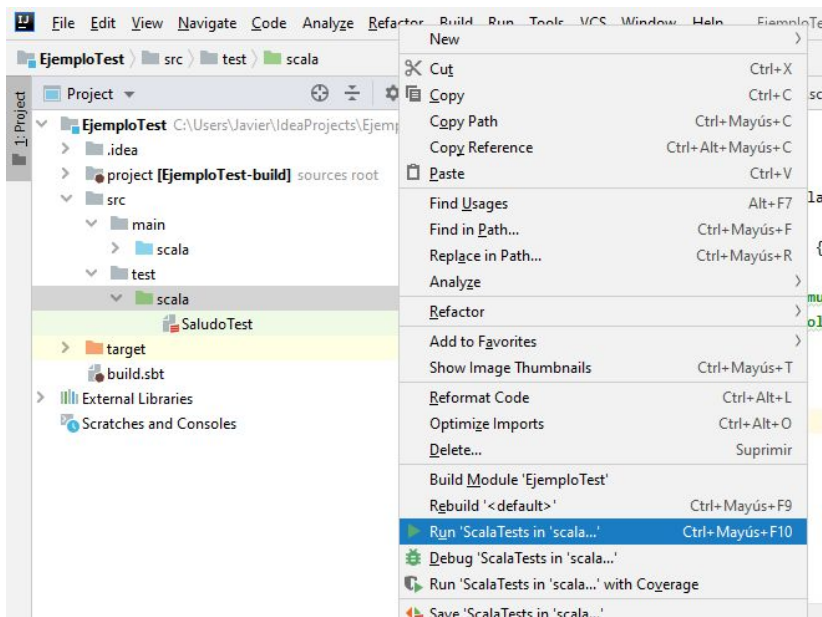 File Edit View Navigate Code Analyze Refactor Build Run Tools VCS Window Help EjemploTe
EjemploTest src test scala
1: Project
Project
EjemploTest C:\Users\Javier\IdeaProjects\Ejemp
.idea
project [EjemploTest-build] sources root
src
main
scala
test
scala
SaludoTest
target
build.sbt
External Libraries
Scratches and Consoles
New
Cut Ctrl+X
Copy Ctrl+C
Copy Path Ctrl+Mayús+C
Copy Reference Ctrl+Alt+Mayús+C
Paste Ctrl+V
Find Usages Alt+F7
Find in Path... Ctrl+Mayús+F
Replace in Path... Ctrl+Mayús+R
Analyze
Refactor
Add to Favorites
Show Image Thumbnails Ctrl+Mayús+T
Reformat Code Ctrl+Alt+L
Optimize Imports Ctrl+Alt+O
Delete... Suprimir
Build Module 'EjemploTest'
Rebuild '<default>' Ctrl+Mayús+F9
Run 'ScalaTests in 'scala...' Ctrl+Mayús+F10
Debug 'ScalaTests in 'scala...'
Run 'ScalaTests in 'scala...' with Coverage
Save 'ScalaTests in 'scala...'